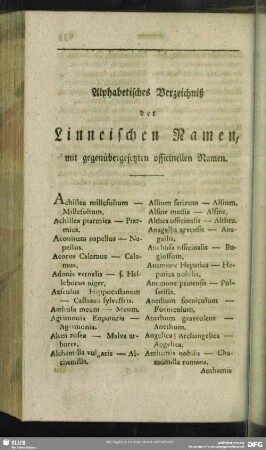 Alphabetisches Verzeichniß
der
Linneischen Namen,
mit gegenübergesetzten officinellen Namen.
Achillea millefolium —
Millefolium.
Achillea ptarmica — Ptar-
mica.
Aconitum napellus — Na-
pellus.
Acorus Calamus — Cala-
mus.
Adonis vernalis — s. Hel-
leborus niger.
Aesculus Hippocastanum
— Castanea sylvestris.
Aethusa meum — Meum.
Agrimonia Eupatoria —
Agrimonia.
Alcea rosea — Malva ar-
borea.
Alchemilla vulgaris — Al-
chemilla.
Allium sativum — Allium.
Alsine media — Alsine.
Althea officinalis — Althea.
Anagallis arvensis — Ana-
gallis.
Anchusa officinalis — Bu-
glossum.
Anemone Hepatica — He-
patica nobilis.
Anemone pratensis — Pul-
satilla.
Anethum foeniculum —
Foeniculum.
Anethum graveolens —
Anethum.
Angelica Archangelica —
Angelica.
Anthemis nobilis — Cha-
momilla romana.
Anthemis
SLUB
DFG